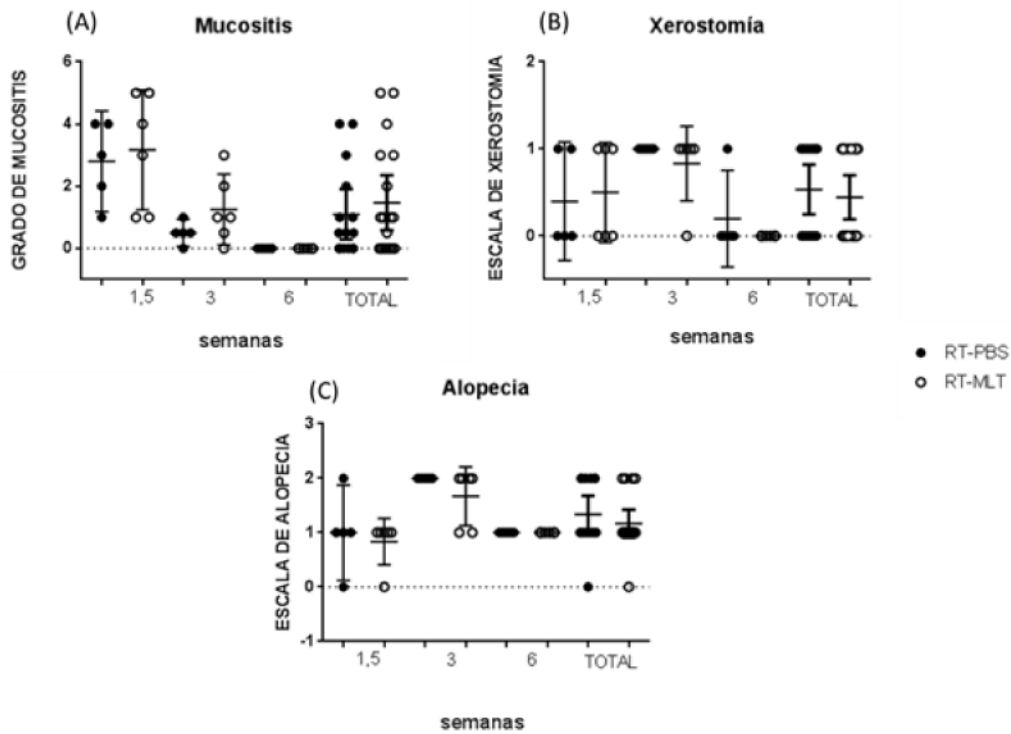 (A)
Mucositis
GRADO DE MUCOSITIS
6
4
2
0
1,5 3 6 TOTAL
semanas
(B)
Xerostomía
ESCALA DE XEROSTOMIA
2
1
0
1,5 3 6 TOTAL
semanas
RT-PBS
RT-MLT
(C)
Alopecia
ESCALA DE ALOPECIA
3
2
1
0
-1
1,5 3 6 TOTAL
semanas